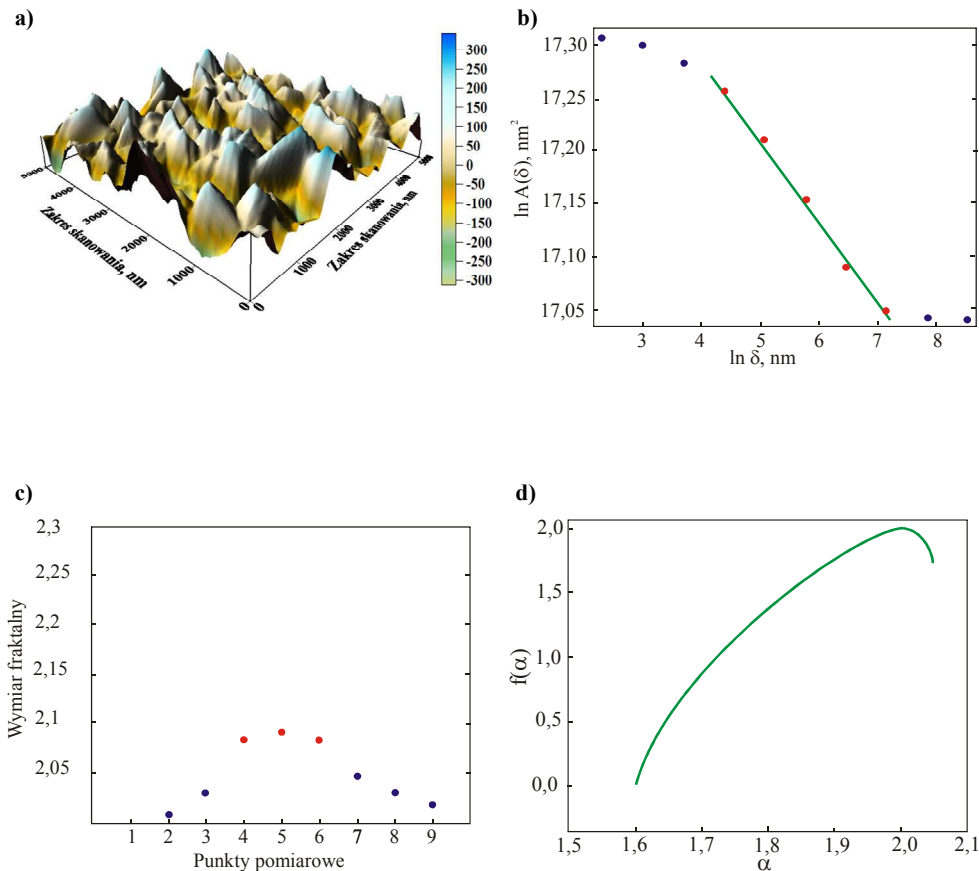 a)
300
250
200
150
100
50
0
-50
-100
-150
-200
-250
-300
5000
4000
3000
2000
1000
0
Zakres skanowania, nm
0
1000
2000
3000
4000
5000
Zakres skanowania, nm
b)
17,30
17,25
17,20
17,15
17,10
17,05
ln A(δ), nm²
3 4 5 6 7 8
ln δ, nm
c)
2,3
2,25
2,2
2,15
2,1
2,05
Wymiar fraktalny
1 2 3 4 5 6 7 8 9
Punkty pomiarowe
d)
2,0
1,5
1,0
0,5
0,0
f(α)
1,5 1,6 1,7 1,8 1,9 2,0 2,1
α